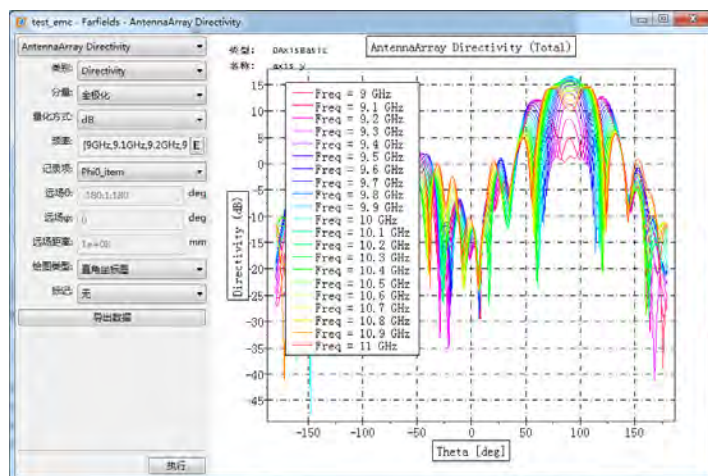 test_emc - Farfields - AntennaArray Directivity
AntennaArray Directivity
类别: Directivity
分量: 全极化
量化方式: dB
频率: [9GHz,9.1GHz,9.2GHz,9 E
记录项: Phi0_item
远场θ: -180:1:180 deg
远场φ: 0 deg
远场距离: 1e+06 mm
绘图类型: 直角坐标图
标记: 无
导出数据
执行
类型: DAxisBasic
名称: axis_y
AntennaArray Directivity (Total)
Freq = 9 GHz
Freq = 9.1 GHz
Freq = 9.2 GHz
Freq = 9.3 GHz
Freq = 9.4 GHz
Freq = 9.5 GHz
Freq = 9.6 GHz
Freq = 9.7 GHz
Freq = 9.8 GHz
Freq = 9.9 GHz
Freq = 10 GHz
Freq = 10.1 GHz
Freq = 10.2 GHz
Freq = 10.3 GHz
Freq = 10.4 GHz
Freq = 10.5 GHz
Freq = 10.6 GHz
Freq = 10.7 GHz
Freq = 10.8 GHz
Freq = 10.9 GHz
Freq = 11 GHz
Directivity (dB)
15
10
5
0
-5
-10
-15
-20
-25
-30
-35
-40
-45
-150
-100
-50
0
50
100
150
Theta [deg]